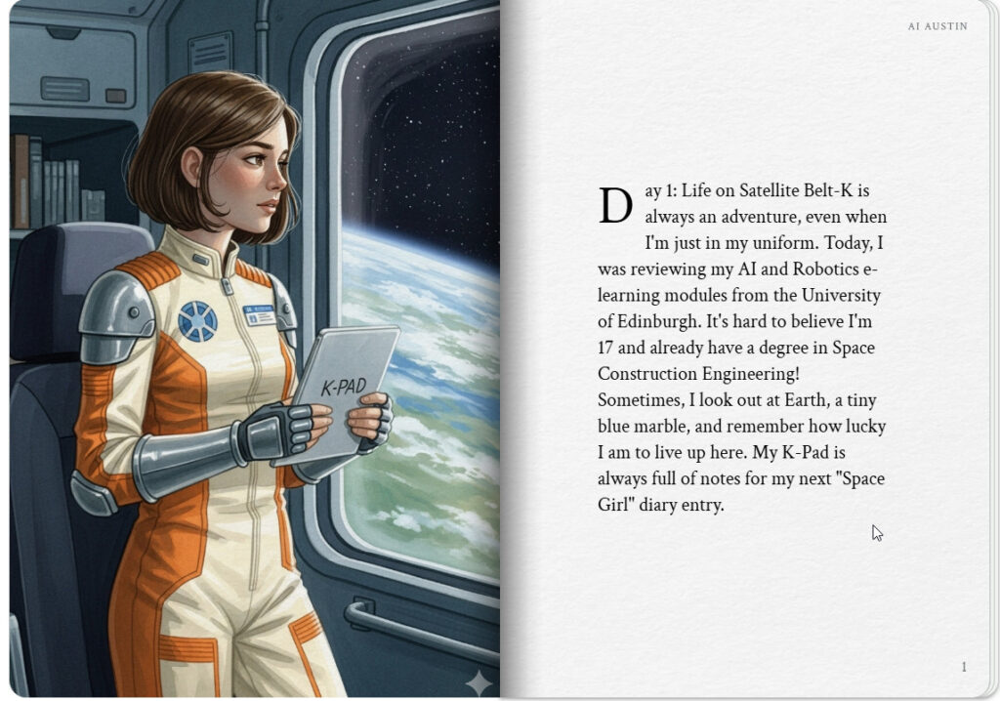 K-PAD
AI AUSTIN
Day 1: Life on Satellite Belt-K is
always an adventure, even when
I'm just in my uniform. Today, I
was reviewing my AI and Robotics e-
learning modules from the University
of Edinburgh. It's hard to believe I'm
17 and already have a degree in Space
Construction Engineering!
Sometimes, I look out at Earth, a tiny
blue marble, and remember how lucky
I am to live up here. My K-Pad is
always full of notes for my next "Space
Girl" diary entry.
1